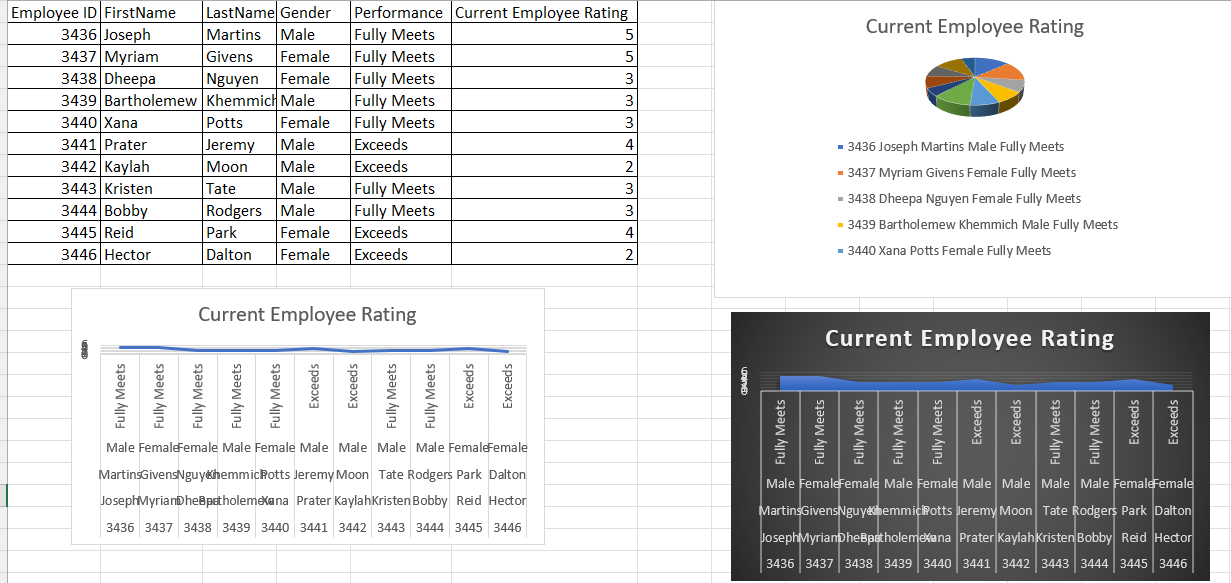 Employee ID FirstName LastName Gender Performance Current Employee Rating
3436 Joseph Martins Male Fully Meets 5
3437 Myriam Givens Female Fully Meets 5
3438 Dheepa Nguyen Female Fully Meets 3
3439 Bartholemew Khemmich Male Fully Meets 3
3440 Xana Potts Female Fully Meets 3
3441 Prater Jeremy Male Exceeds 4
3442 Kaylah Moon Male Exceeds 2
3443 Kristen Tate Male Fully Meets 3
3444 Bobby Rodgers Male Fully Meets 3
3445 Reid Park Female Exceeds 4
3446 Hector Dalton Female Exceeds 2
Current Employee Rating
3436 Joseph Martins Male Fully Meets
3437 Myriam Givens Female Fully Meets
3438 Dheepa Nguyen Female Fully Meets
3439 Bartholemew Khemmich Male Fully Meets
3440 Xana Potts Female Fully Meets
Current Employee Rating
Fully Meets Fully Meets Fully Meets Fully Meets Fully Meets Exceeds Exceeds Fully Meets Fully Meets Exceeds Exceeds
Male Female Female Male Female Male Male Male Male Female Female
Martins Givens Nguyen Khemmich Potts Jeremy Moon Tate Rodgers Park Dalton
Joseph Myriam Dheepa Bartholemew Xana Prater Kaylah Kristen Bobby Reid Hector
3436 3437 3438 3439 3440 3441 3442 3443 3444 3445 3446
Current Employee Rating
Fully Meets Fully Meets Fully Meets Fully Meets Fully Meets Exceeds Exceeds Fully Meets Fully Meets Exceeds Exceeds
Male Female Female Male Female Male Male Male Male Female Female
Martins Givens Nguyen Khemmich Potts Jeremy Moon Tate Rodgers Park Dalton
Joseph Myriam Dheepa Bartholemew Xana Prater Kaylah Kristen Bobby Reid Hector
3436 3437 3438 3439 3440 3441 3442 3443 3444 3445 3446